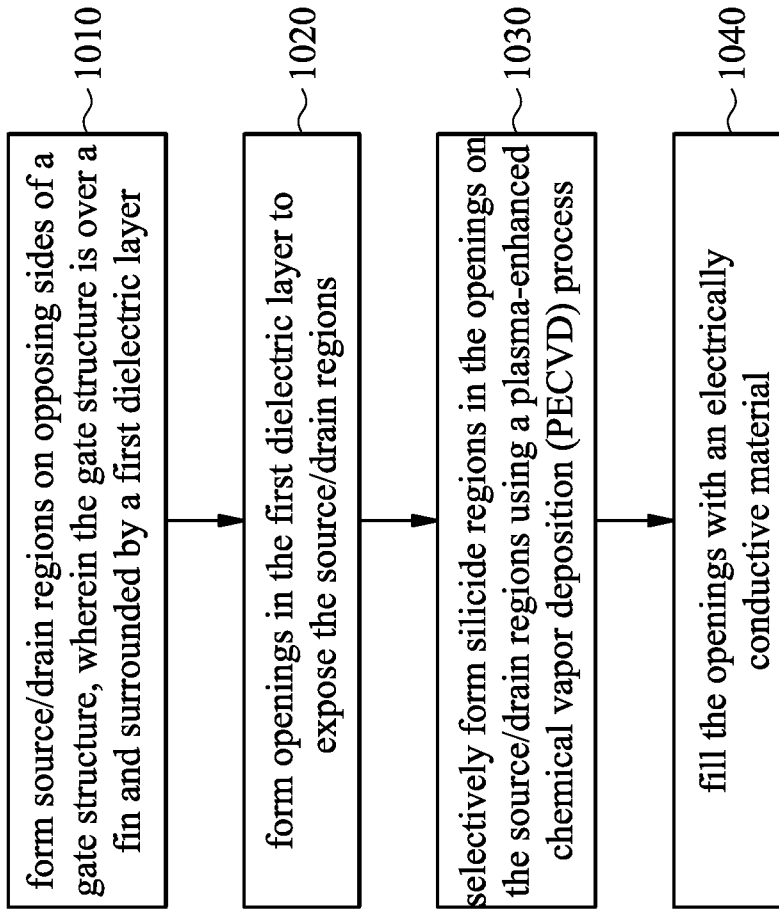 form source/drain regions on opposing sides of a
gate structure, wherein the gate structure is over a
fin and surrounded by a first dielectric layer
1010
form openings in the first dielectric layer to
expose the source/drain regions
1020
selectively form silicide regions in the openings on
the source/drain regions using a plasma-enhanced
chemical vapor deposition (PECVD) process
1030
fill the openings with an electrically
conductive material
1040